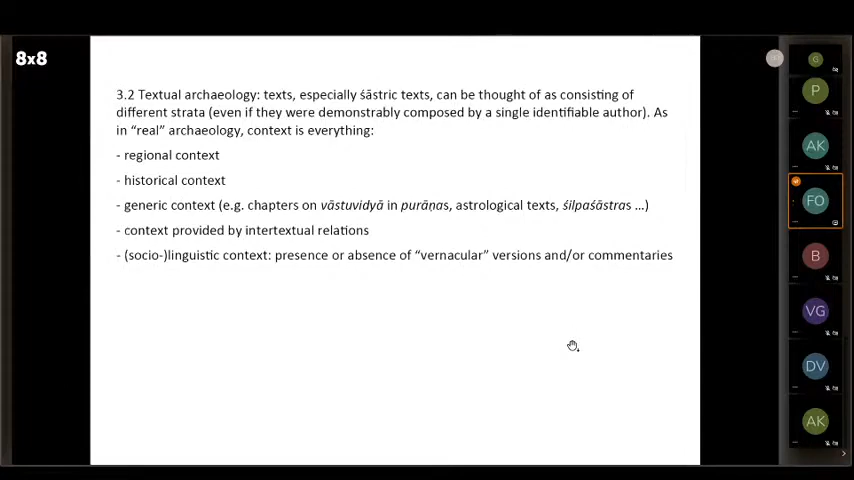 8x8
3.2 Textual archaeology: texts, especially śāstric texts, can be thought of as consisting of
different strata (even if they were demonstrably composed by a single identifiable author). As
in “real” archaeology, context is everything:
- regional context
- historical context
- generic context (e.g. chapters on vāstuvidyā in purāṇas, astrological texts, śilpaśāstras ...)
- context provided by intertextual relations
- (socio-)linguistic context: presence or absence of “vernacular” versions and/or commentaries
G
P
AK
FO
B
VG
DV
AK